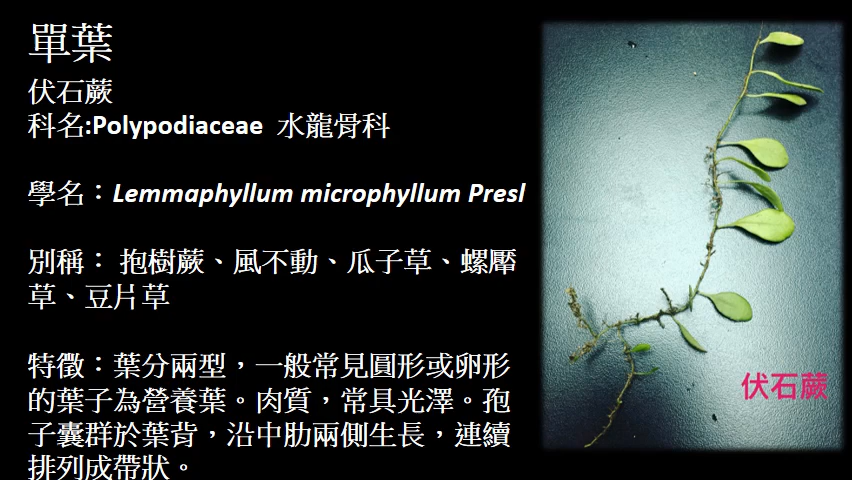 單葉
伏石蕨
科名:Polypodiaceae 水龍骨科
學名：Lemmaphyllum microphyllum Presl
別稱： 抱樹蕨、風不動、瓜子草、螺厴
草、豆片草
特徵：葉分兩型，一般常見圓形或卵形
的葉子為營養葉。肉質，常具光澤。孢
子囊群於葉背，沿中肋兩側生長，連續
排列成帶狀。
伏石蕨